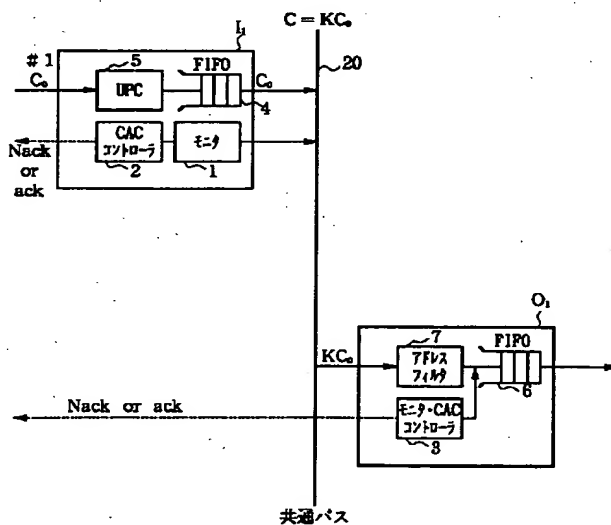 C = KC₀
I₁
# 1
5
FIFO
20
C₀
UPC
C₀
4
CAC
コントローラ
モニタ
Nack
or
ack
2
1
O₁
7
FIFO
KC₀
アドレス
フィルタ
6
Nack or ack
モニタ・CAC
コントローラ
3
共通バス